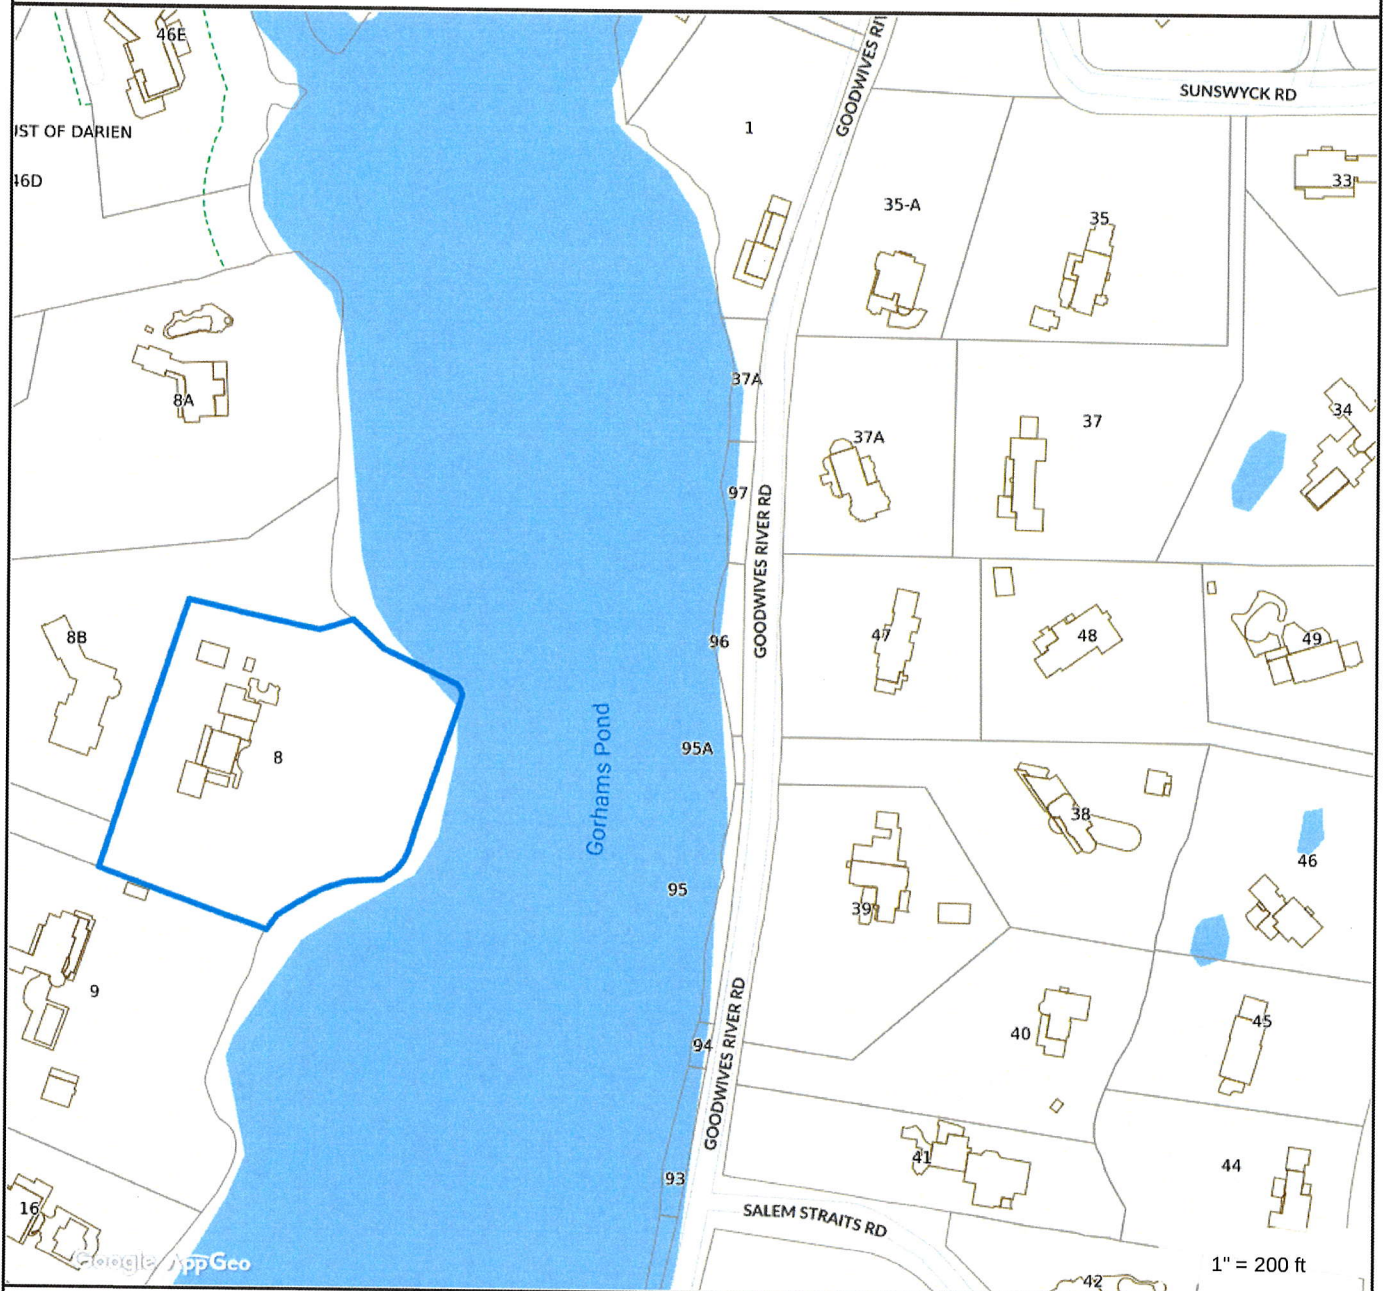 46E
GOODWIVES RIV
SUNSWYCK RD
1
UST OF DARIEN
46D
33
35-A
35
37A
8A
34
37
37A
97
GOODWIVES RIVER RD
8B
96
47
48
49
Gorhams Pond
95A
8
38
46
95
39
9
94
GOODWIVES RIVER RD
40
45
41
44
93
16
SALEM STRAITS RD
Google AppGeo
1" = 200 ft
42